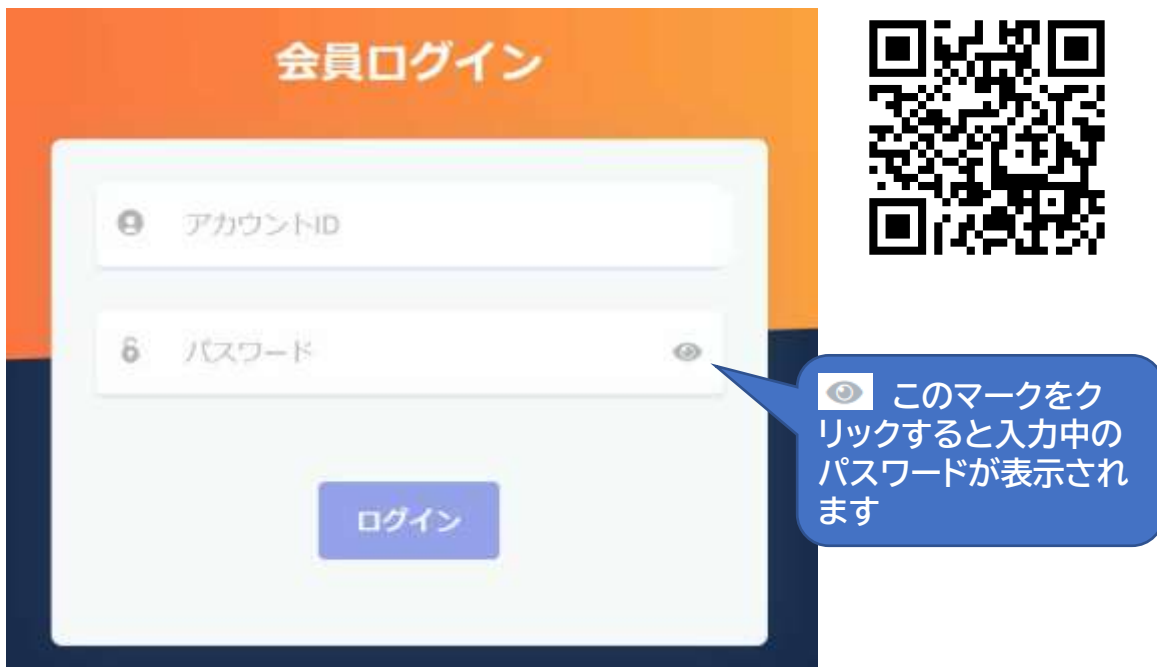 会員ログイン
アカウントID
パスワード
ログイン
このマークをク
リックすると入力中の
パスワードが表示され
ます